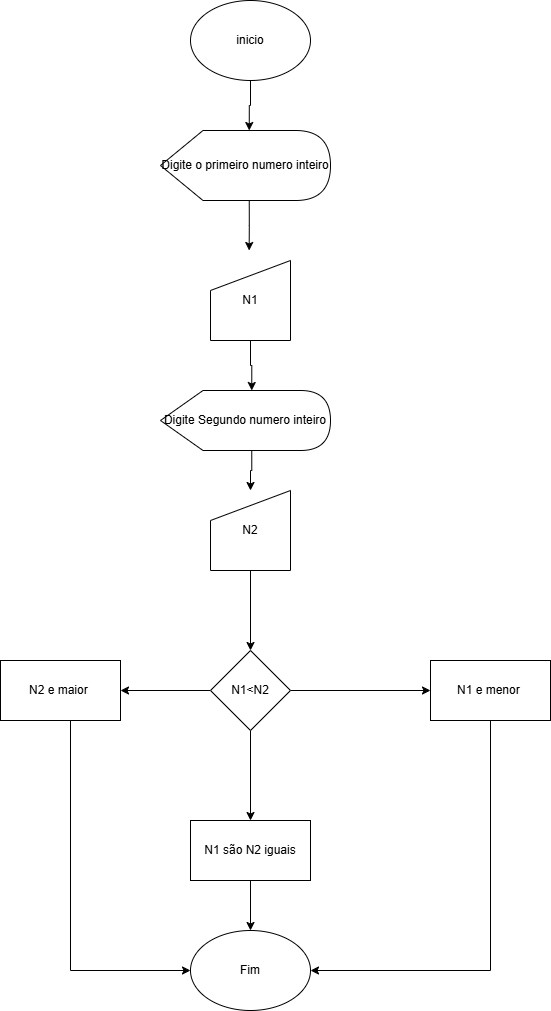 inicio
Digite o primeiro numero inteiro
N1
Digite Segundo numero inteiro
N2
N2 e maior
N1<N2
N1 e menor
N1 são N2 iguais
Fim